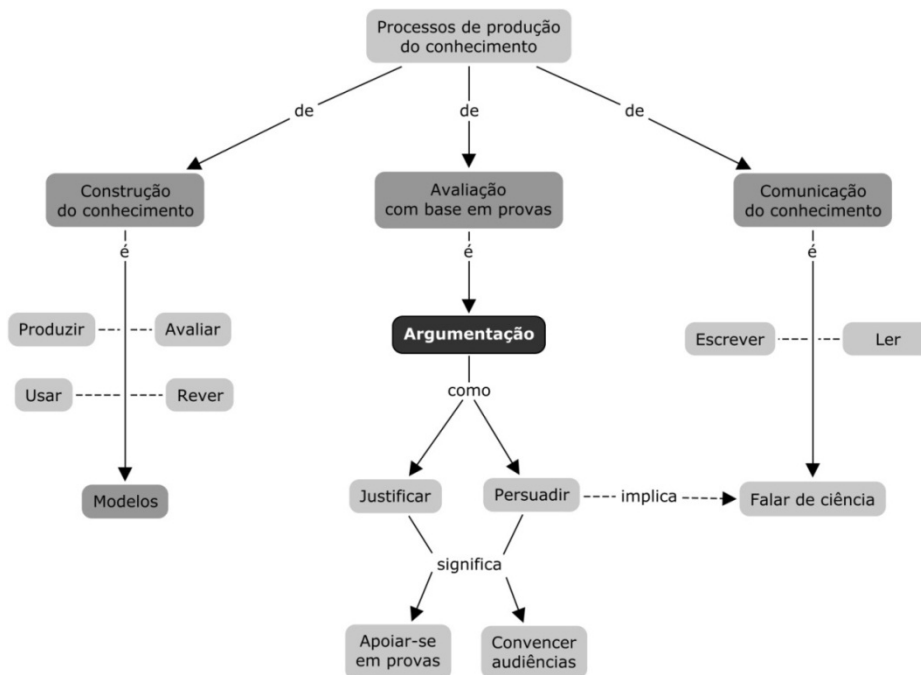 Processos de produção
do conhecimento
de
de
de
Construção
do conhecimento
Avaliação
com base em provas
Comunicação
do conhecimento
é
é
é
Produzir
Avaliar
Argumentação
Escrever
Ler
Usar
Rever
como
Modelos
Justificar
Persuadir
implica
Falar de ciência
significa
Apoiar-se
em provas
Convencer
audiências